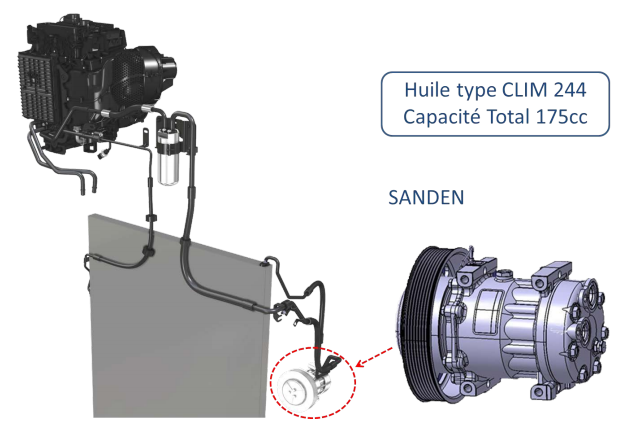 Huile type CLIM 244
Capacité Total 175cc
SANDEN